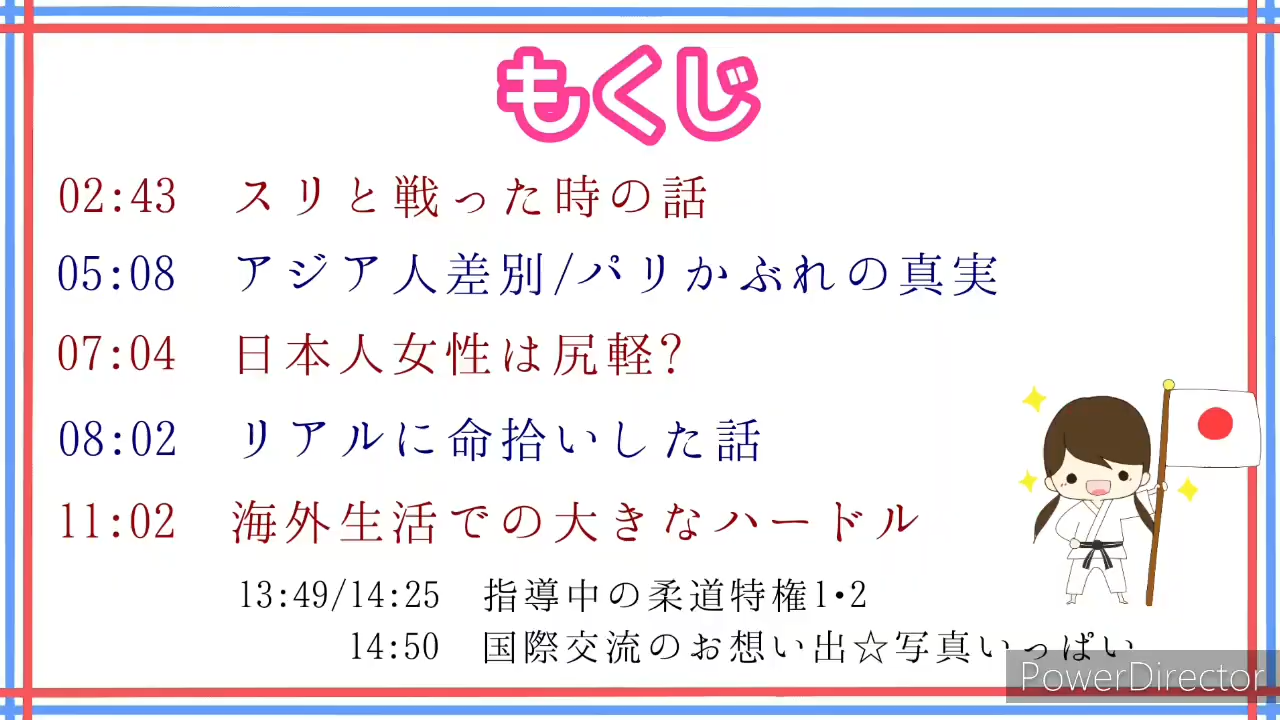 もくじ
02:43 スリと戦った時の話
05:08 アジア人差別/パリかぶれの真実
07:04 日本人女性は尻軽?
08:02 リアルに命拾いした話
11:02 海外生活での大きなハードル
13:49/14:25 指導中の柔道特権1・2
14:50 国際交流のお想い出☆写真いっぱい
PowerDirector